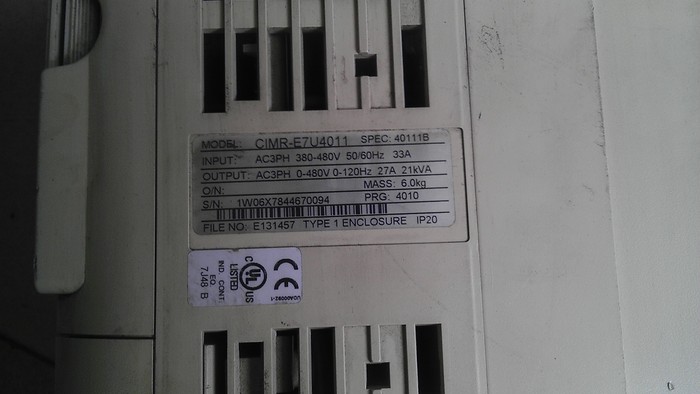 MODEL: CIMR-E7U4011 SPEC: 40111B
INPUT: AC3PH 380-480V 50/60Hz 33A
OUTPUT: AC3PH 0-480V 0-120Hz 27A 21kVA
O/N: MASS: 6.0kg
S/N: 1W06X7844670094 PRG: 4010
FILE NO: E131457 TYPE 1 ENCLOSURE IP20
CE
C UL US
LISTED
IND. CONT.
EQ.
7J48 B